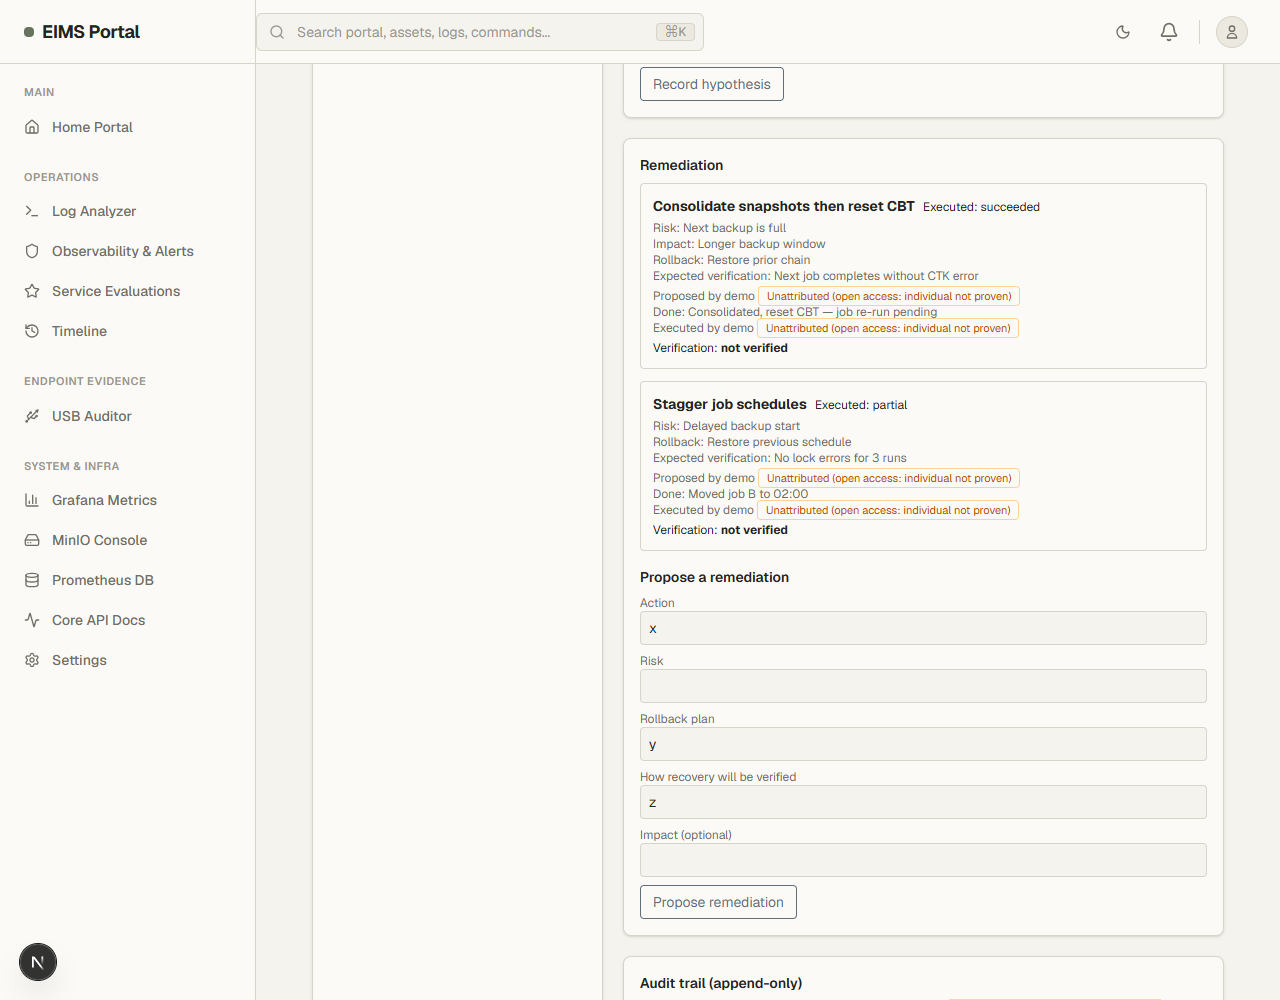 EIMS Portal
Search portal, assets, logs, commands...
⌘K
MAIN
Home Portal
OPERATIONS
Log Analyzer
Observability & Alerts
Service Evaluations
Timeline
ENDPOINT EVIDENCE
USB Auditor
SYSTEM & INFRA
Grafana Metrics
MinIO Console
Prometheus DB
Core API Docs
Settings
N
Record hypothesis
Remediation
Consolidate snapshots then reset CBT Executed: succeeded
Risk: Next backup is full
Impact: Longer backup window
Rollback: Restore prior chain
Expected verification: Next job completes without CTK error
Proposed by demo Unattributed (open access: individual not proven)
Done: Consolidated, reset CBT — job re-run pending
Executed by demo Unattributed (open access: individual not proven)
Verification: not verified
Stagger job schedules Executed: partial
Risk: Delayed backup start
Rollback: Restore previous schedule
Expected verification: No lock errors for 3 runs
Proposed by demo Unattributed (open access: individual not proven)
Done: Moved job B to 02:00
Executed by demo Unattributed (open access: individual not proven)
Verification: not verified
Propose a remediation
Action
x
Risk
Rollback plan
y
How recovery will be verified
z
Impact (optional)
Propose remediation
Audit trail (append-only)